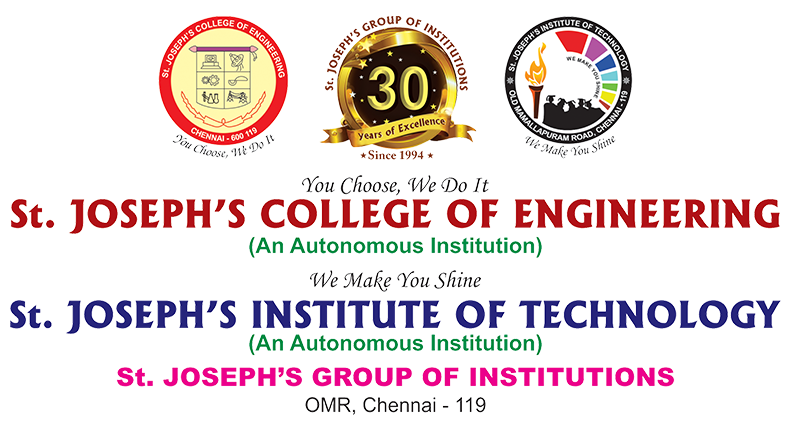 St. JOSEPH'S COLLEGE OF ENGINEERING
CHENNAI - 600 119
You Choose, We Do It
St. JOSEPH'S GROUP OF INSTITUTIONS
30
Years of Excellence
★ Since 1994 ★
St. JOSEPH'S INSTITUTE OF TECHNOLOGY
WE MAKE YOU SHINE
OLD MAMALLAPURAM ROAD, CHENNAI - 119
We Make You Shine
You Choose, We Do It
St. JOSEPH'S COLLEGE OF ENGINEERING
(An Autonomous Institution)
We Make You Shine
St. JOSEPH'S INSTITUTE OF TECHNOLOGY
(An Autonomous Institution)
St. JOSEPH'S GROUP OF INSTITUTIONS
OMR, Chennai - 119